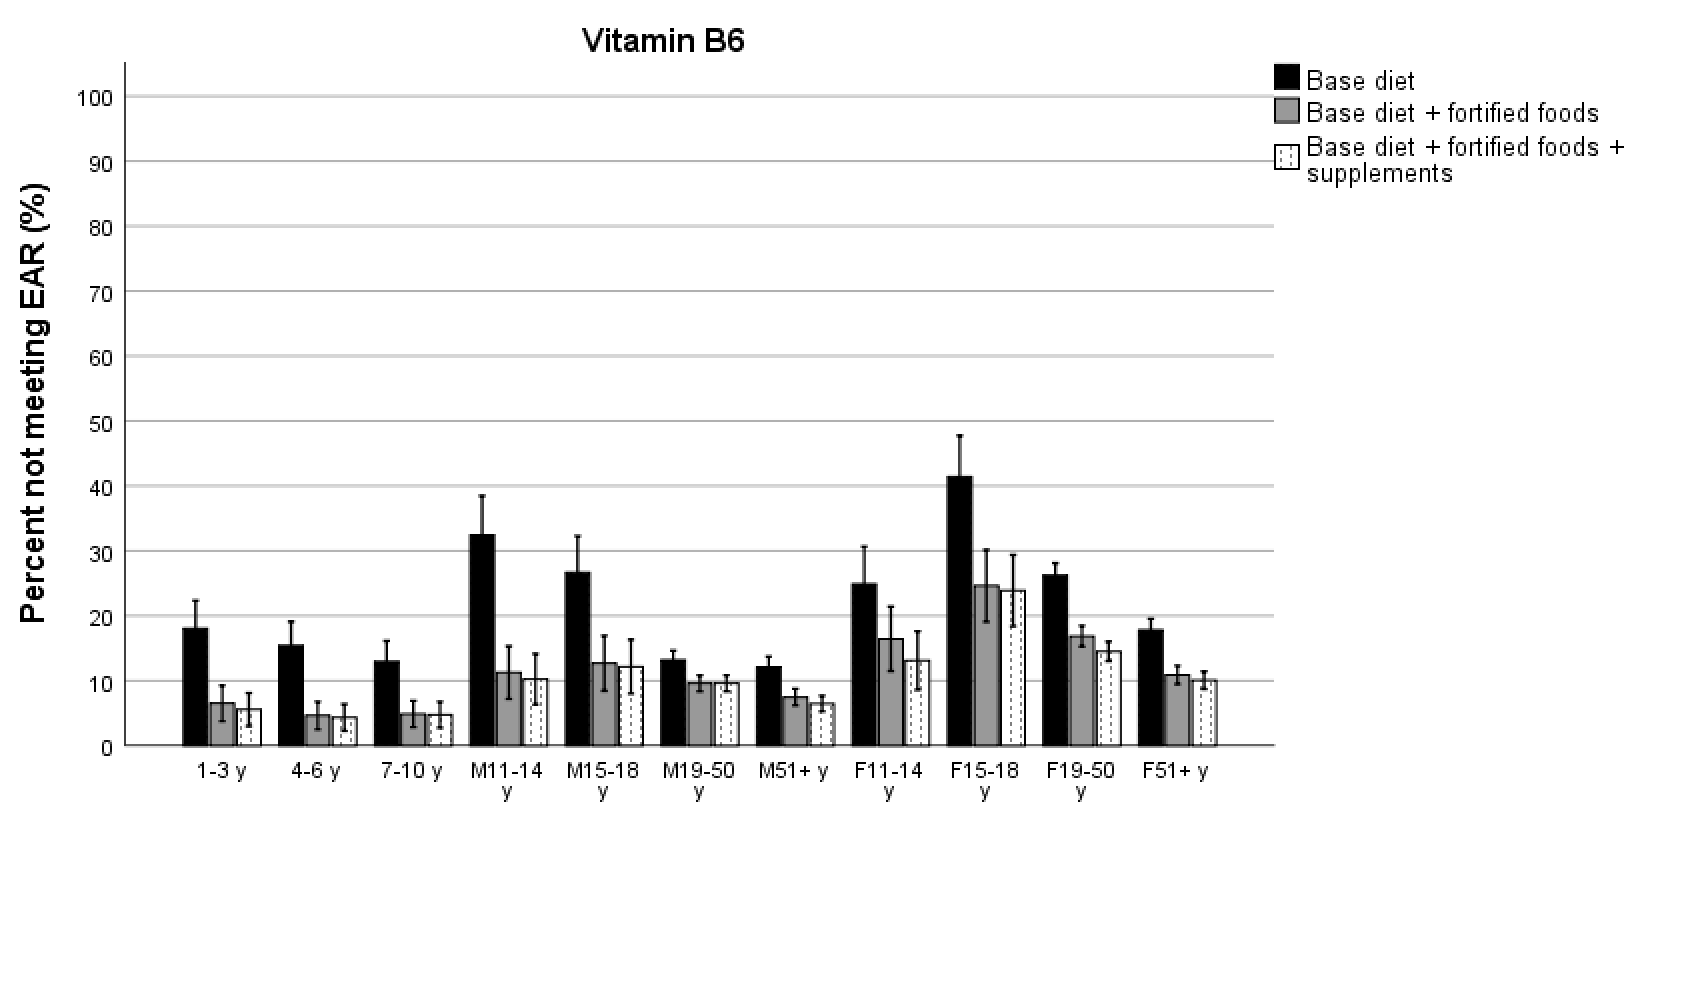 Vitamin B6
Base diet
Base diet + fortified foods
Base diet + fortified foods +
supplements
Percent not meeting EAR (%)
100
90
80
70
60
50
40
30
20
10
0
1-3 y
4-6 y
7-10 y
M11-14
y
M15-18
y
M19-50
y
M51+ y
F11-14
y
F15-18
y
F19-50
y
F51+ y